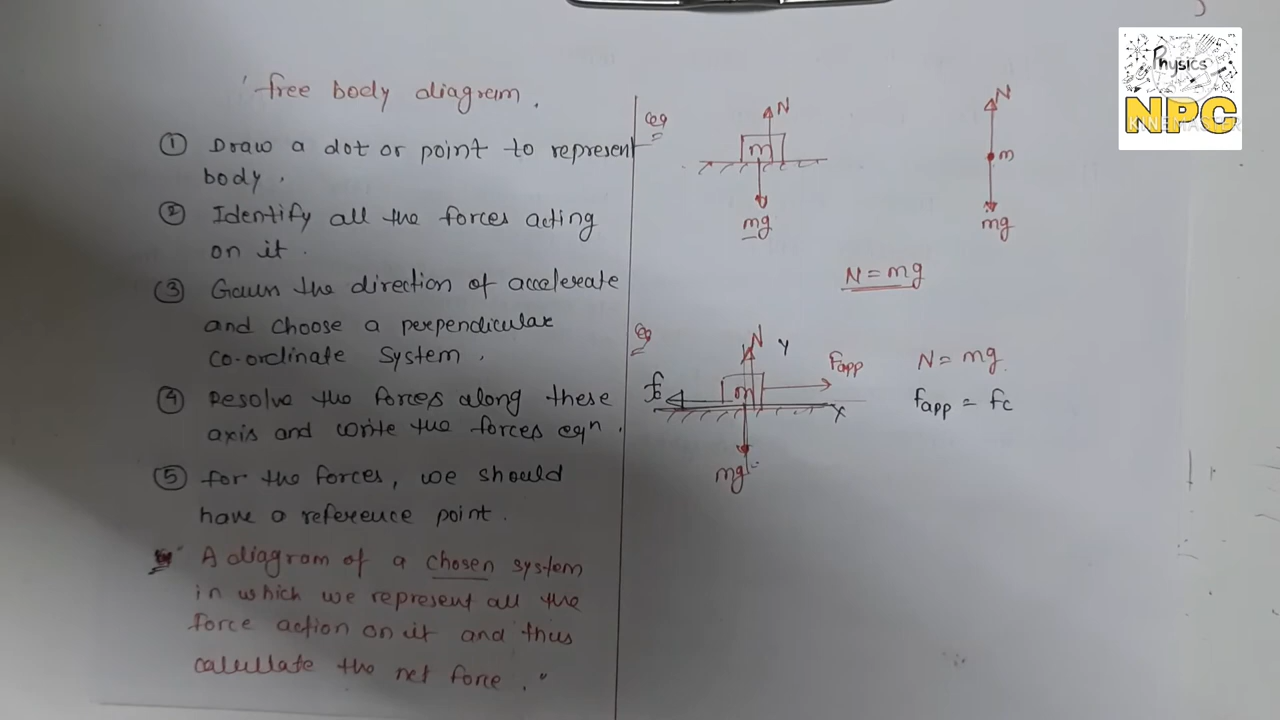 ' free body diagram .
① Draw a dot or point to represent
body .
② Identify all the forces acting
on it .
③ the direction of accelerate
and choose a perpendicular
co-ordinate system .
④ Resolve the forces along these
axis and write the forces eqn .
⑤ for the forces, we should
have a reference point .
" A diagram of a chosen system
in which we represent all the
force action on it and thus
calullate the net force . "
eg
N
m
mg
N
m
mg
N = mg
eg
N
Y
Fapp
m
X
mg
N = mg
fapp = fc
Physics
NPC
KINEMASTER